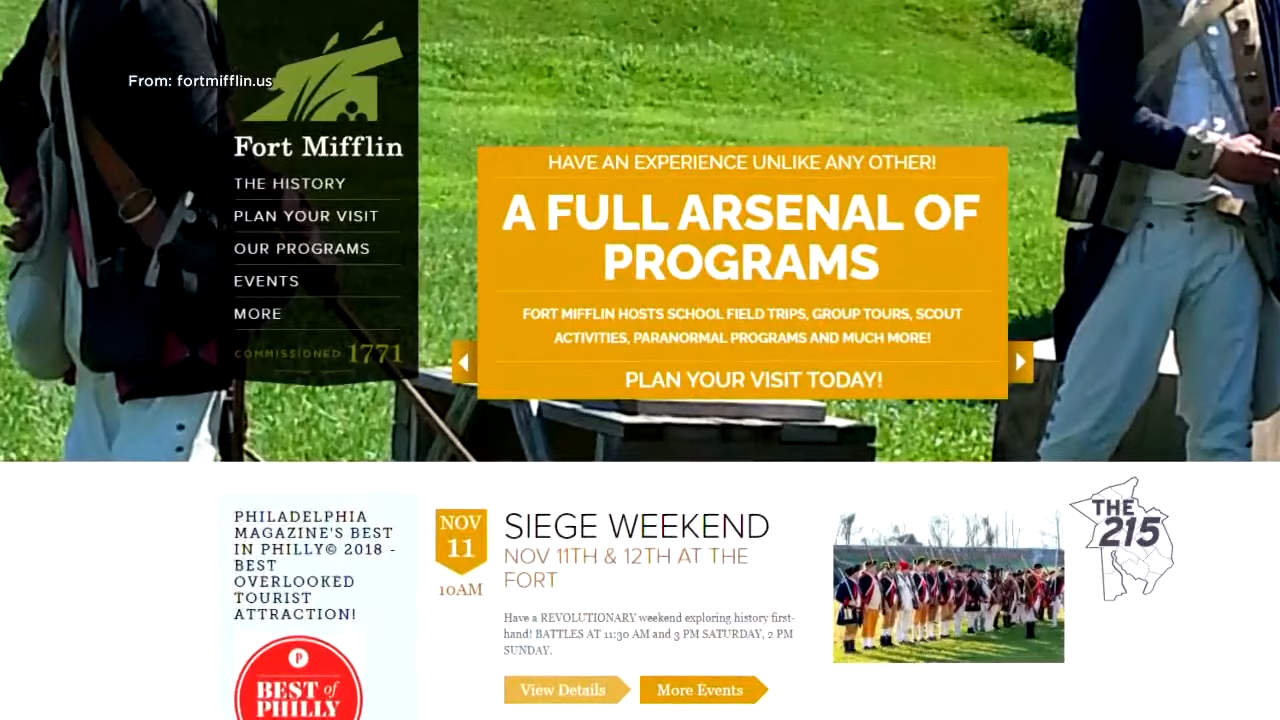 From: fortmifflin.us
Fort Mifflin
THE HISTORY
PLAN YOUR VISIT
OUR PROGRAMS
EVENTS
MORE
COMMISSIONED 1771
HAVE AN EXPERIENCE UNLIKE ANY OTHER!
A FULL ARSENAL OF
PROGRAMS
FORT MIFFLIN HOSTS SCHOOL FIELD TRIPS, GROUP TOURS, SCOUT
ACTIVITIES, PARANORMAL PROGRAMS AND MUCH MORE!
PLAN YOUR VISIT TODAY!
PHILADELPHIA
MAGAZINE'S BEST
IN PHILLY© 2018 -
BEST
OVERLOOKED
TOURIST
ATTRACTION!
P
BEST of
PHILLY
NOV
11
10AM
SIEGE WEEKEND
NOV 11TH & 12TH AT THE
FORT
Have a REVOLUTIONARY weekend exploring history first-
hand! BATTLES AT 11:30 AM and 3 PM SATURDAY, 2 PM
SUNDAY.
View Details
More Events
THE
215